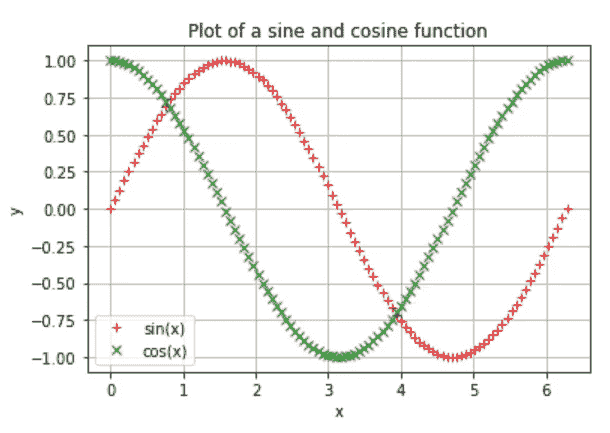 Plot of a sine and cosine function
1.00
0.75
0.50
0.25
0.00
−0.25
−0.50
−0.75
−1.00
y
sin(x)
cos(x)
0 1 2 3 4 5 6
x